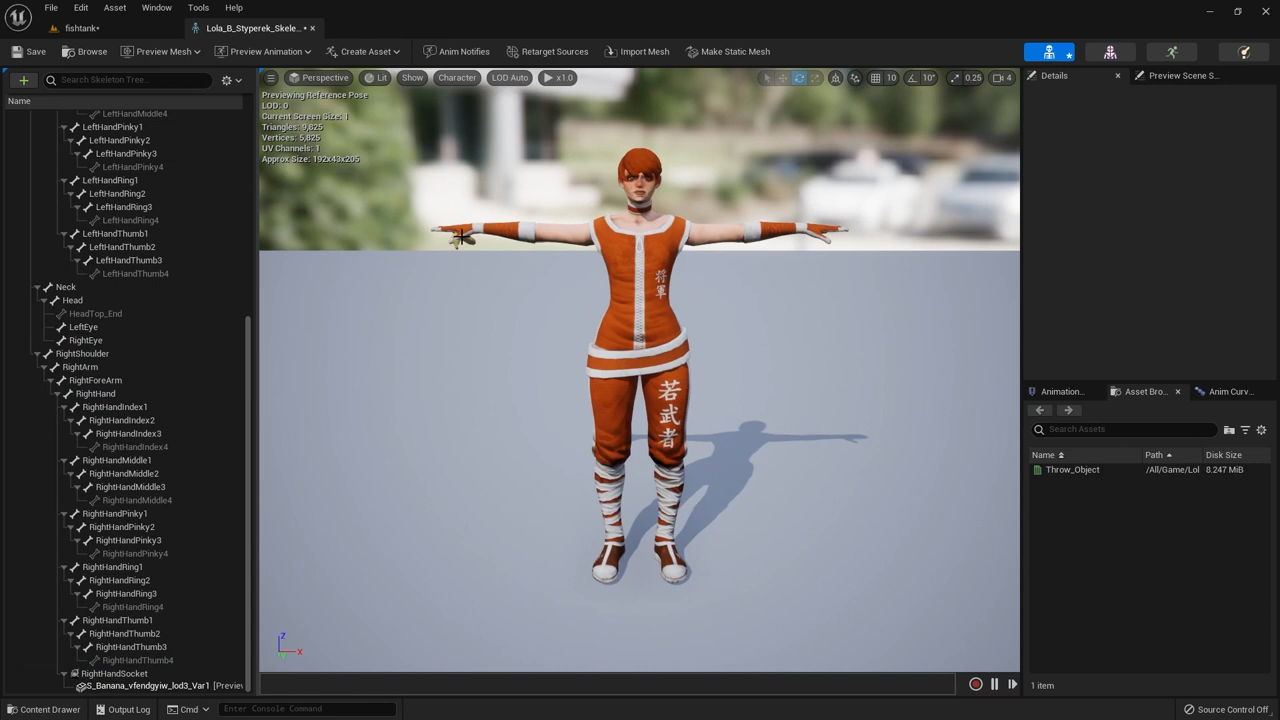 File Edit Asset Window Tools Help
fishtank*
Lola_B_Styperek_Skele...*
Save Browse Preview Mesh Preview Animation Create Asset Anim Notifies Retarget Sources Import Mesh Make Static Mesh
Search Skeleton Tree...
Name
LeftHandMiddle4
LeftHandPinky1
LeftHandPinky2
LeftHandPinky3
LeftHandPinky4
LeftHandRing1
LeftHandRing2
LeftHandRing3
LeftHandRing4
LeftHandThumb1
LeftHandThumb2
LeftHandThumb3
LeftHandThumb4
Neck
Head
HeadTop_End
LeftEye
RightEye
RightShoulder
RightArm
RightForeArm
RightHand
RightHandIndex1
RightHandIndex2
RightHandIndex3
RightHandIndex4
RightHandMiddle1
RightHandMiddle2
RightHandMiddle3
RightHandMiddle4
RightHandPinky1
RightHandPinky2
RightHandPinky3
RightHandPinky4
RightHandRing1
RightHandRing2
RightHandRing3
RightHandRing4
RightHandThumb1
RightHandThumb2
RightHandThumb3
RightHandThumb4
RightHandSocket
S_Banana_vfendgyiw_lod3_Var1 [Previe
Perspective Lit Show Character LOD Auto x1.0 10 10° 0.25 4
Previewing Reference Pose
LOD: 0
Current Screen Size: 1
Triangles: 9,825
Vertices: 5,825
UV Channels: 1
Approx Size: 192x43x205
将
軍
若
武
者
Z
X
Y
Details
Preview Scene S...
Animation... Asset Bro... Anim Curv...
Search Assets
Name Path Disk Size
Throw_Object /All/Game/Lol 8.247 MiB
1 item
Content Drawer Output Log Cmd Enter Console Command Source Control Off